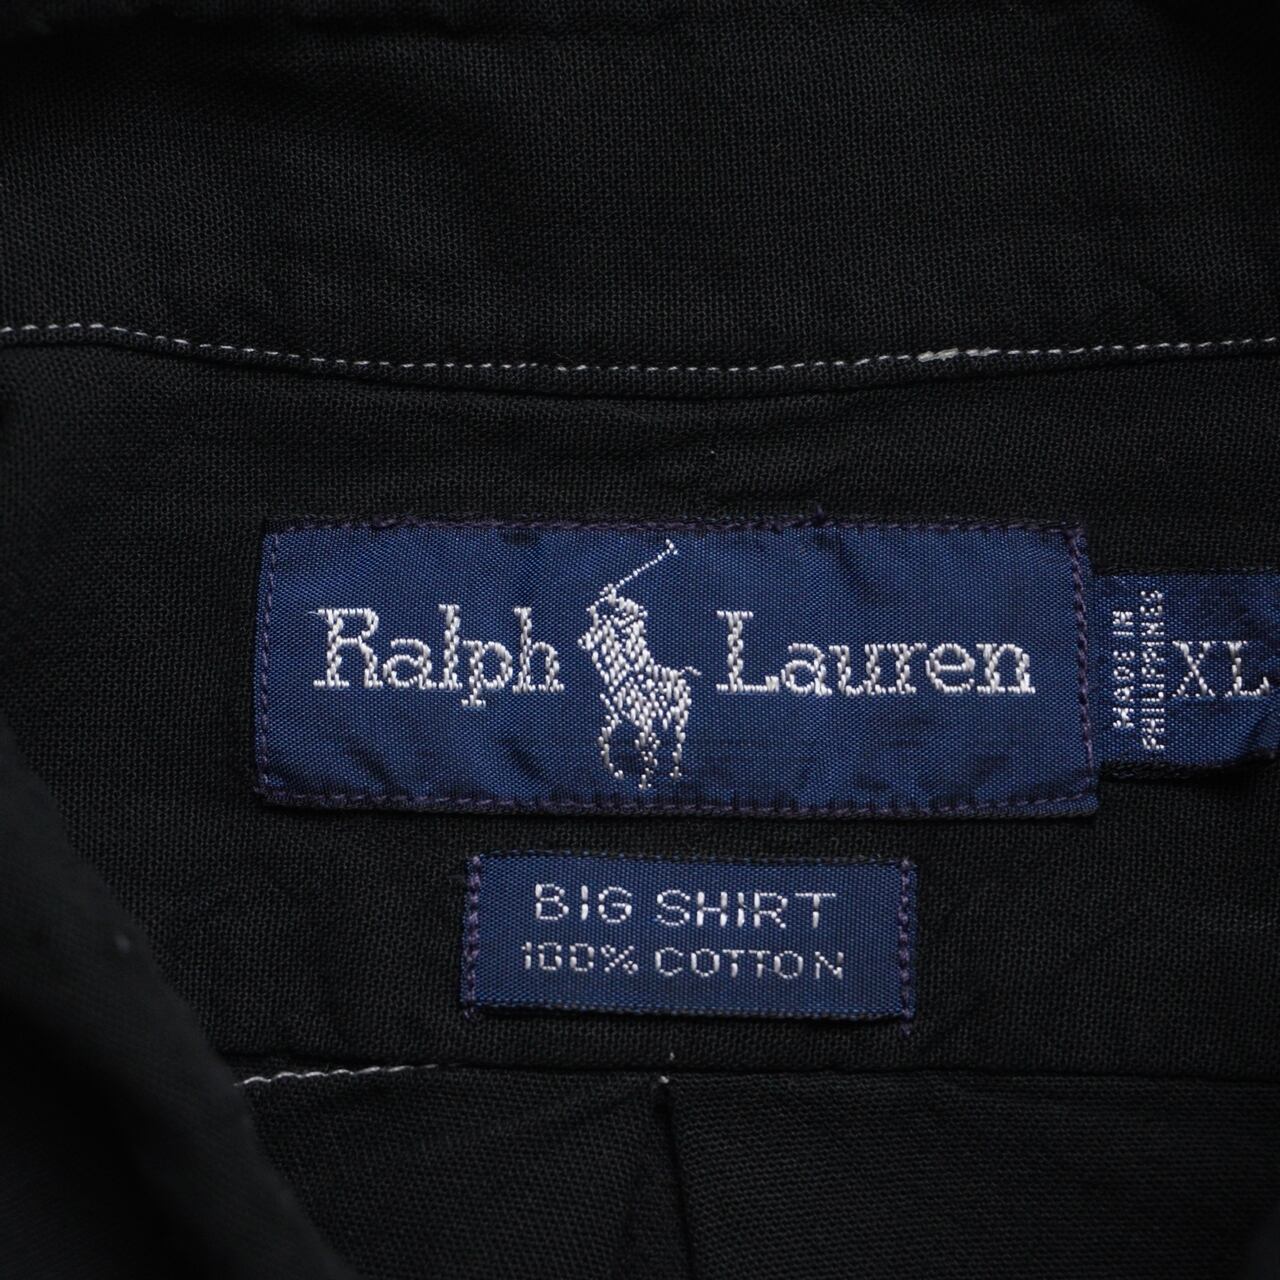 Ralph Lauren
MADE IN
PHILIPPINES
XL
BIG SHIRT
100% COTTON